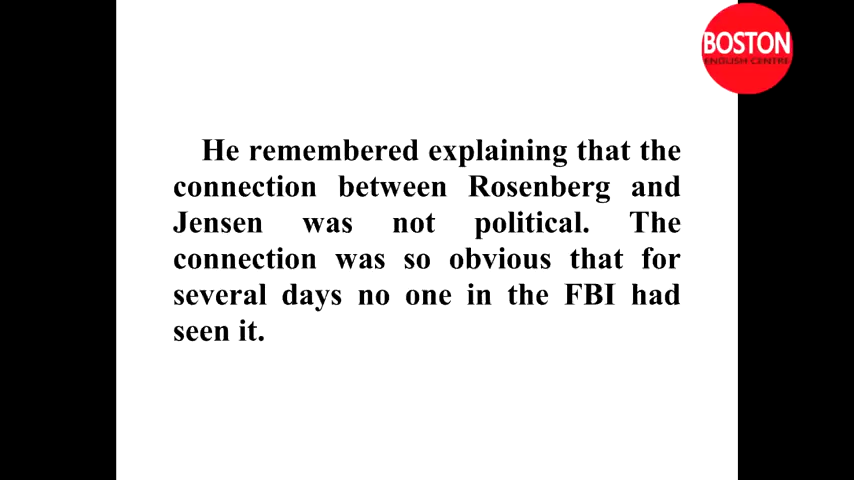 BOSTON
ENGLISH CENTRE
He remembered explaining that the
connection between Rosenberg and
Jensen was not political. The
connection was so obvious that for
several days no one in the FBI had
seen it.